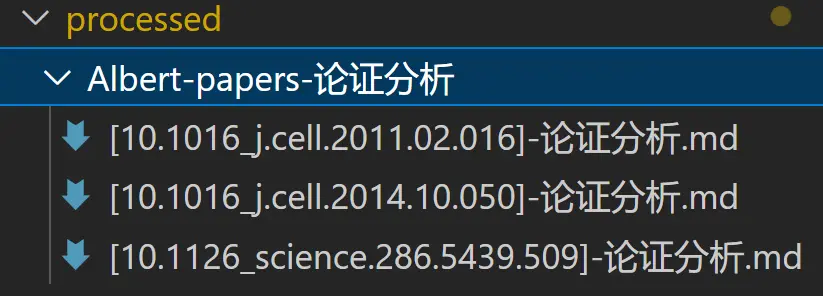 processed
Albert-papers-论证分析
[10.1016_j.cell.2011.02.016]-论证分析.md
[10.1016_j.cell.2014.10.050]-论证分析.md
[10.1126_science.286.5439.509]-论证分析.md